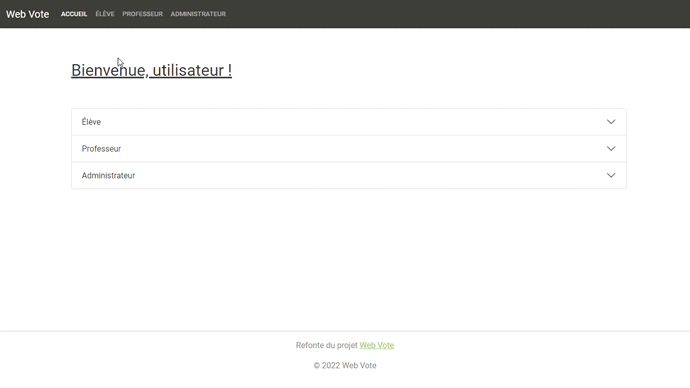 Web Vote ACCUEIL ÉLÈVE PROFESSEUR ADMINISTRATEUR
Bienvenue, utilisateur !
Élève
Professeur
Administrateur
Refonte du projet Web Vote
© 2022 Web Vote